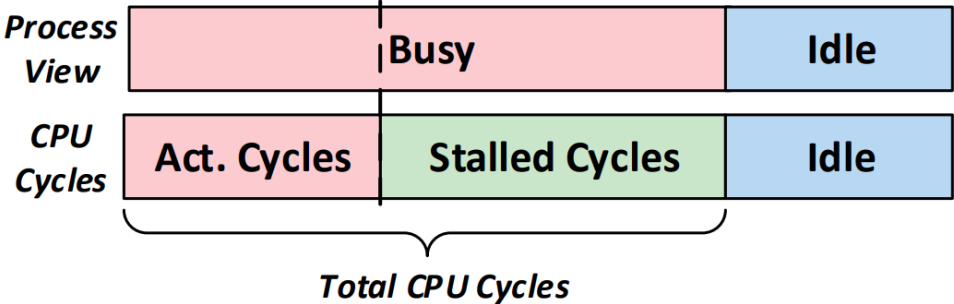 Process
View
Busy
Idle
CPU
Cycles
Act. Cycles
Stalled Cycles
Idle
Total CPU Cycles